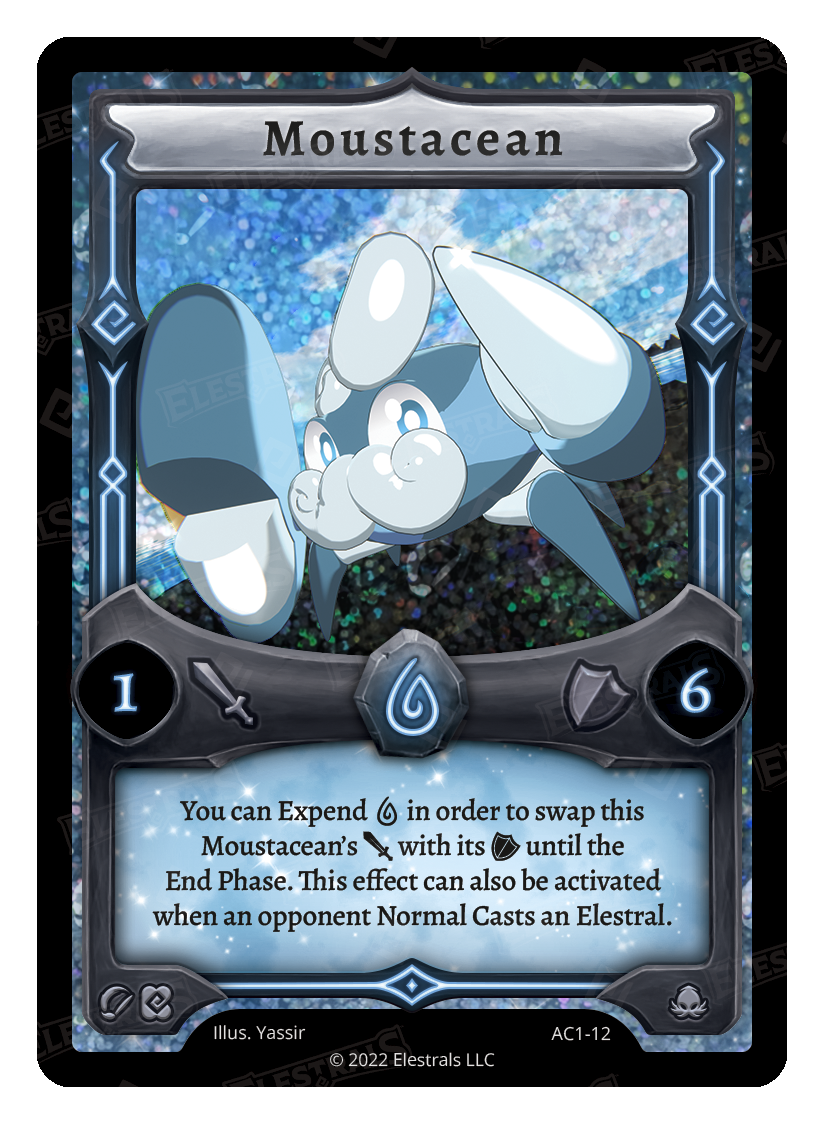 Moustacean
1
6
You can Expend in order to swap this
Moustacean's with its until the
End Phase. This effect can also be activated
when an opponent Normal Casts an Elestral.
Illus. Yassir
AC1-12
© 2022 Elestrals LLC
ELESTRALS